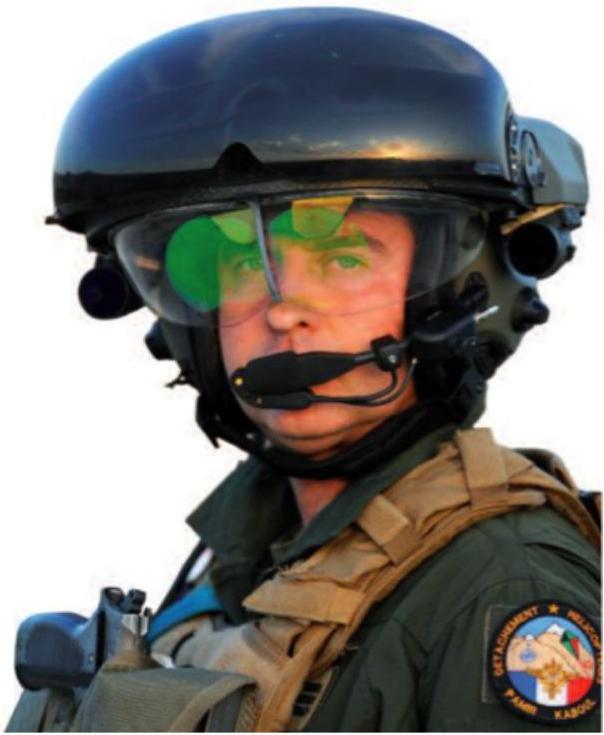 DETACHEMENT ★ HELICOPTERES
PAMIR KABOUL